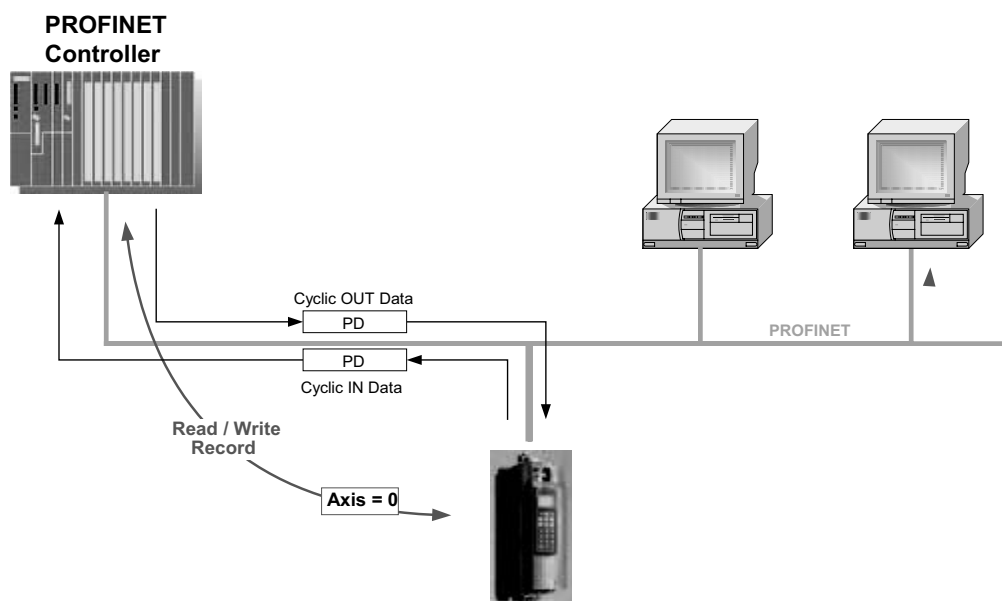 PROFINET
Controller
Cyclic OUT Data
PD
PROFINET
PD
Cyclic IN Data
Read / Write
Record
Axis = 0